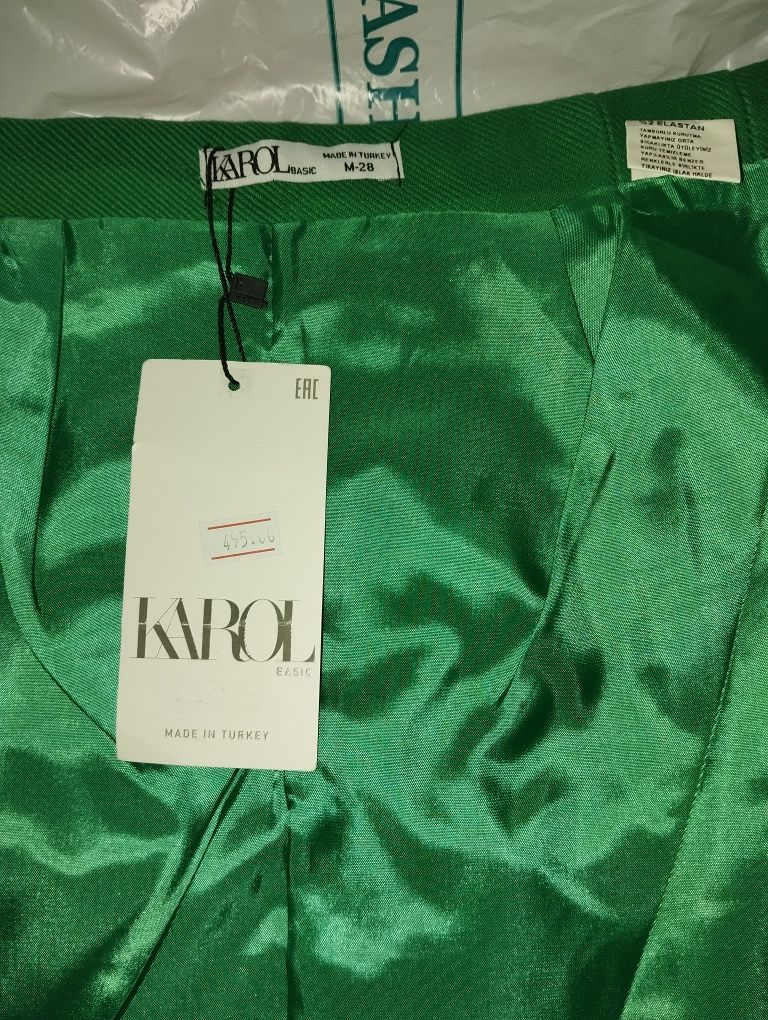 ASH
KAROL BASIC
MADE IN TURKEY
M-28
%2 ELASTAN
TAMBURLU KURUTMA
YAPMAYINIZ ORTA
SICAKLIKTA ÜTÜLEYİNİZ
KURU TEMİZLEME
YAPILABİLİR BENZER
RENKLERLE BİRLİKTE
YIKAYINIZ ISLAK HALDE
EAC
495.00
KAROL
BASIC
MADE IN TURKEY